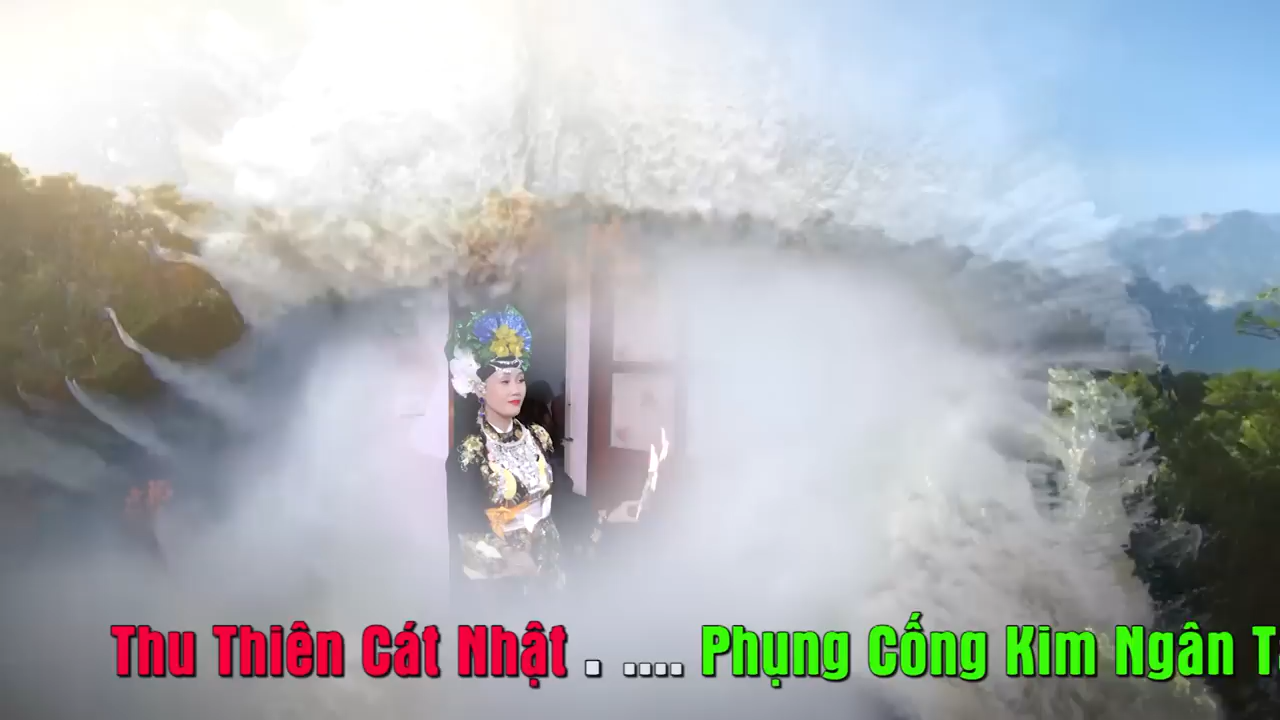 Thu Thiên Cát Nhật . .... Phụng Cống Kim Ngân